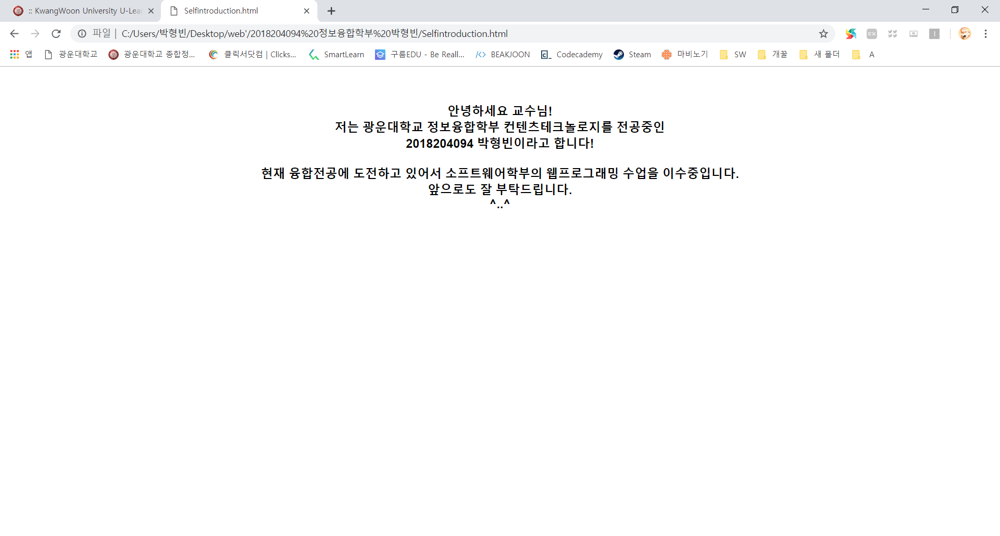 :: KwangWoon University U-Lear
Selfintroduction.html
파일 | C:/Users/박형빈/Desktop/web'/2018204094%20정보융합학부%20박형빈/Selfintroduction.html
EX
앱 광운대학교 광운대학교 종합정... 클릭서닷컴 | Clicks... SmartLearn 구름EDU - Be Reall... BEAKJOON Codecademy Steam 마비노기 SW 개꿀 새 폴더 A
안녕하세요 교수님!
저는 광운대학교 정보융합학부 컨텐츠테크놀로지를 전공중인
2018204094 박형빈이라고 합니다!
현재 융합전공에 도전하고 있어서 소프트웨어학부의 웹프로그래밍 수업을 이수중입니다.
앞으로도 잘 부탁드립니다.
^..^